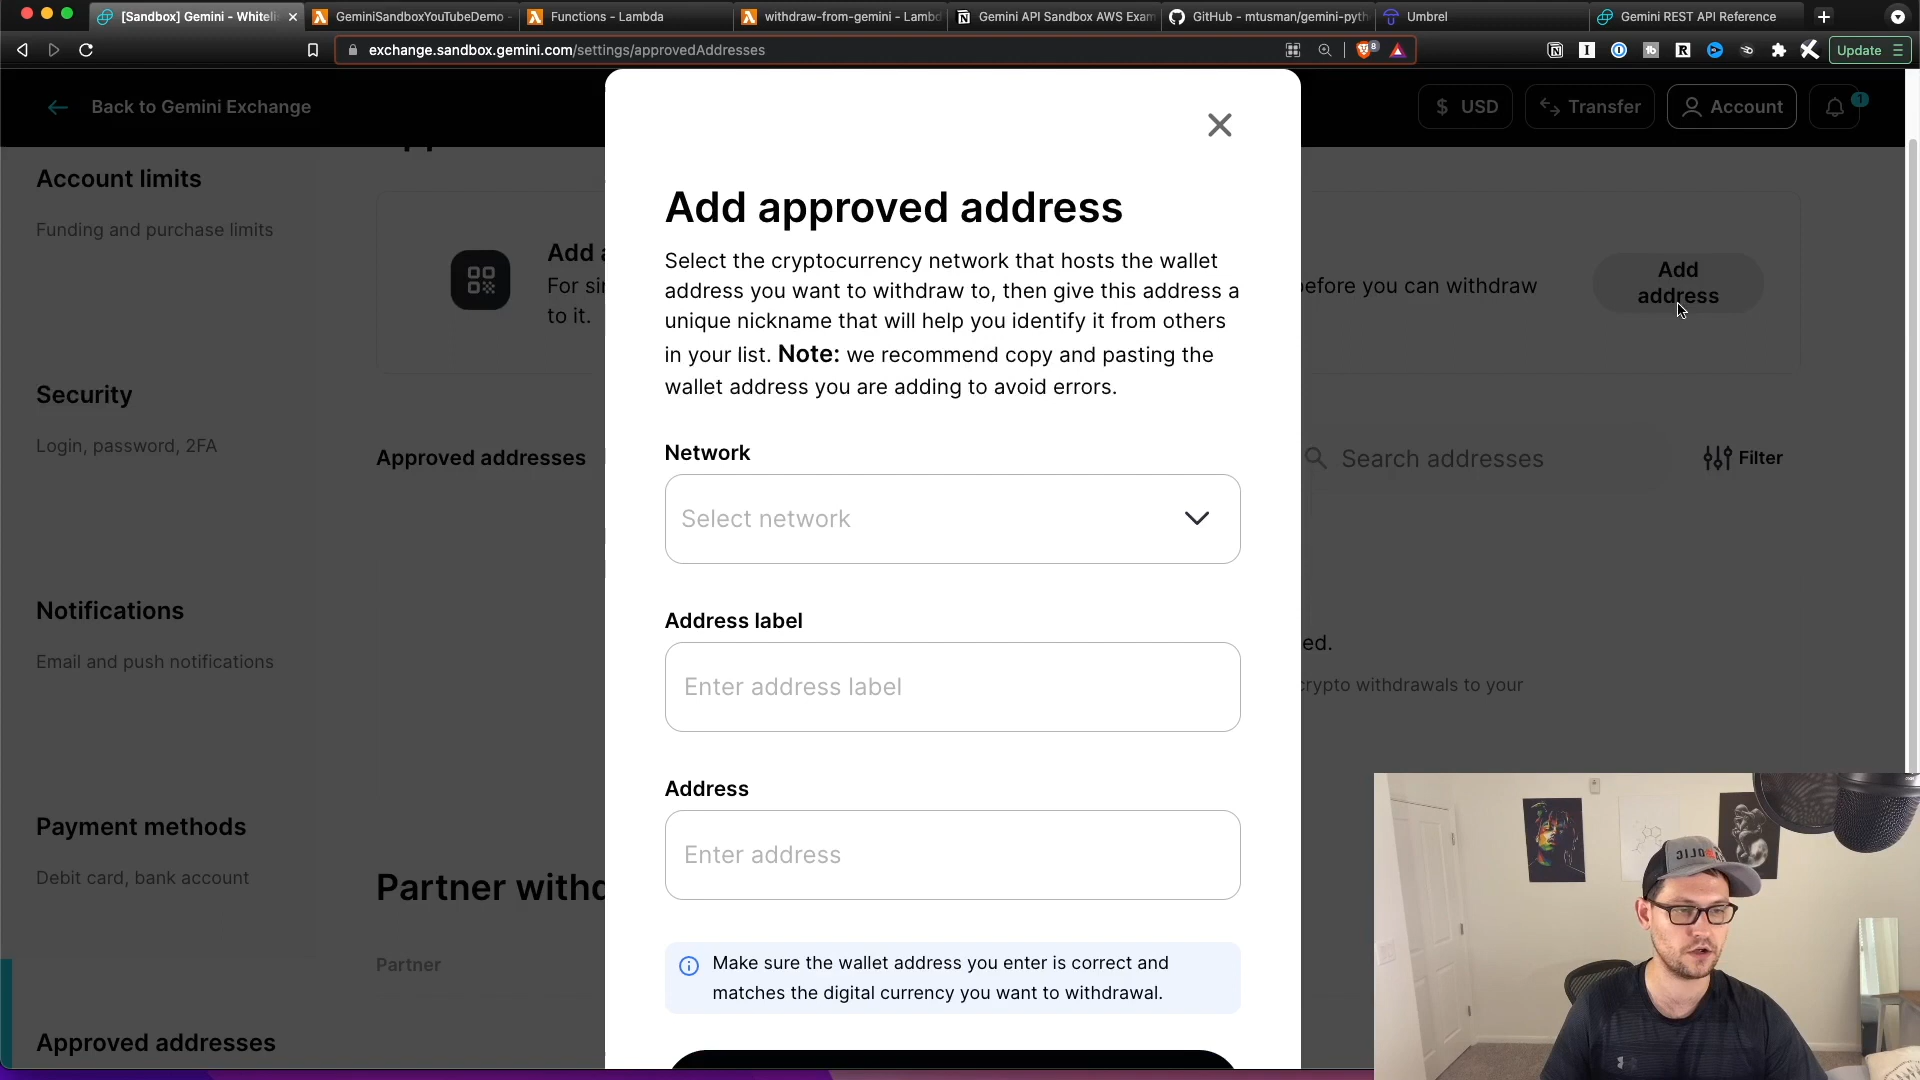 [Sandbox] Gemini - Whiteli
GeminiSandboxYouTubeDemo -
Functions - Lambda
withdraw-from-gemini - Lambd
Gemini API Sandbox AWS Exam
GitHub - mtusman/gemini-pyth
Umbrel
Gemini REST API Reference
exchange.sandbox.gemini.com/settings/approvedAddresses
8
Update
Back to Gemini Exchange
$ USD
Transfer
Account
1
Account limits
Funding and purchase limits
Security
Login, password, 2FA
Notifications
Email and push notifications
Payment methods
Debit card, bank account
Approved addresses
Add a
For sin
to it.
efore you can withdraw
Add
address
Approved addresses
Search addresses
Filter
ed.
crypto withdrawals to your
Partner withd
Partner
Add approved address
Select the cryptocurrency network that hosts the wallet
address you want to withdraw to, then give this address a
unique nickname that will help you identify it from others
in your list. Note: we recommend copy and pasting the
wallet address you are adding to avoid errors.
Network
Select network
Address label
Enter address label
Address
Enter address
Make sure the wallet address you enter is correct and
matches the digital currency you want to withdrawal.